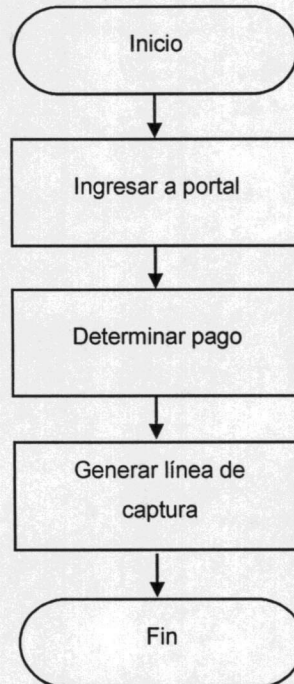 Inicio
Ingresar a portal
Determinar pago
Generar línea de
captura
Fin